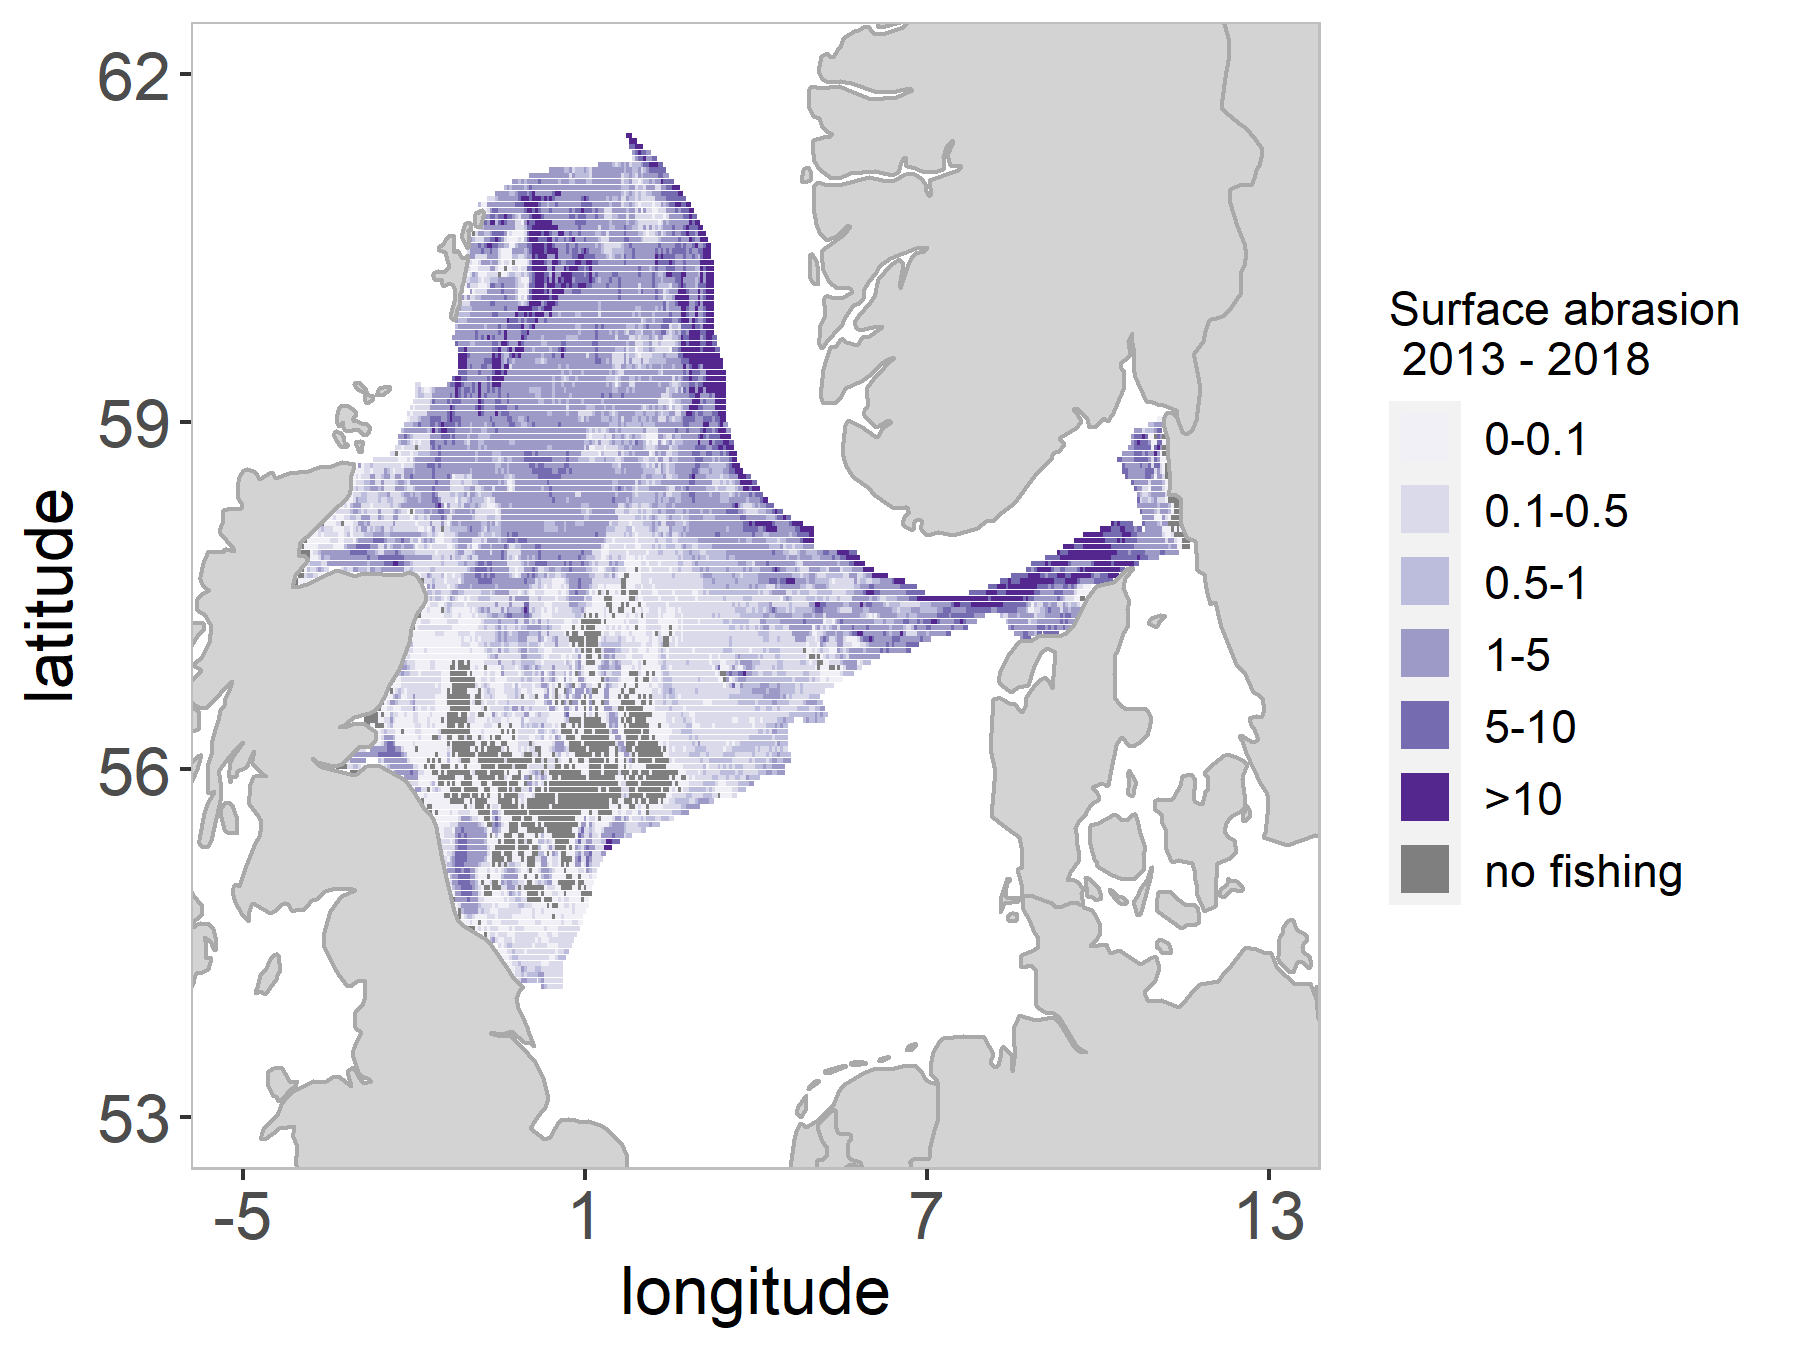 62
59
56
53
latitude
-5
1
7
13
longitude
Surface abrasion
2013 - 2018
0-0.1
0.1-0.5
0.5-1
1-5
5-10
>10
no fishing